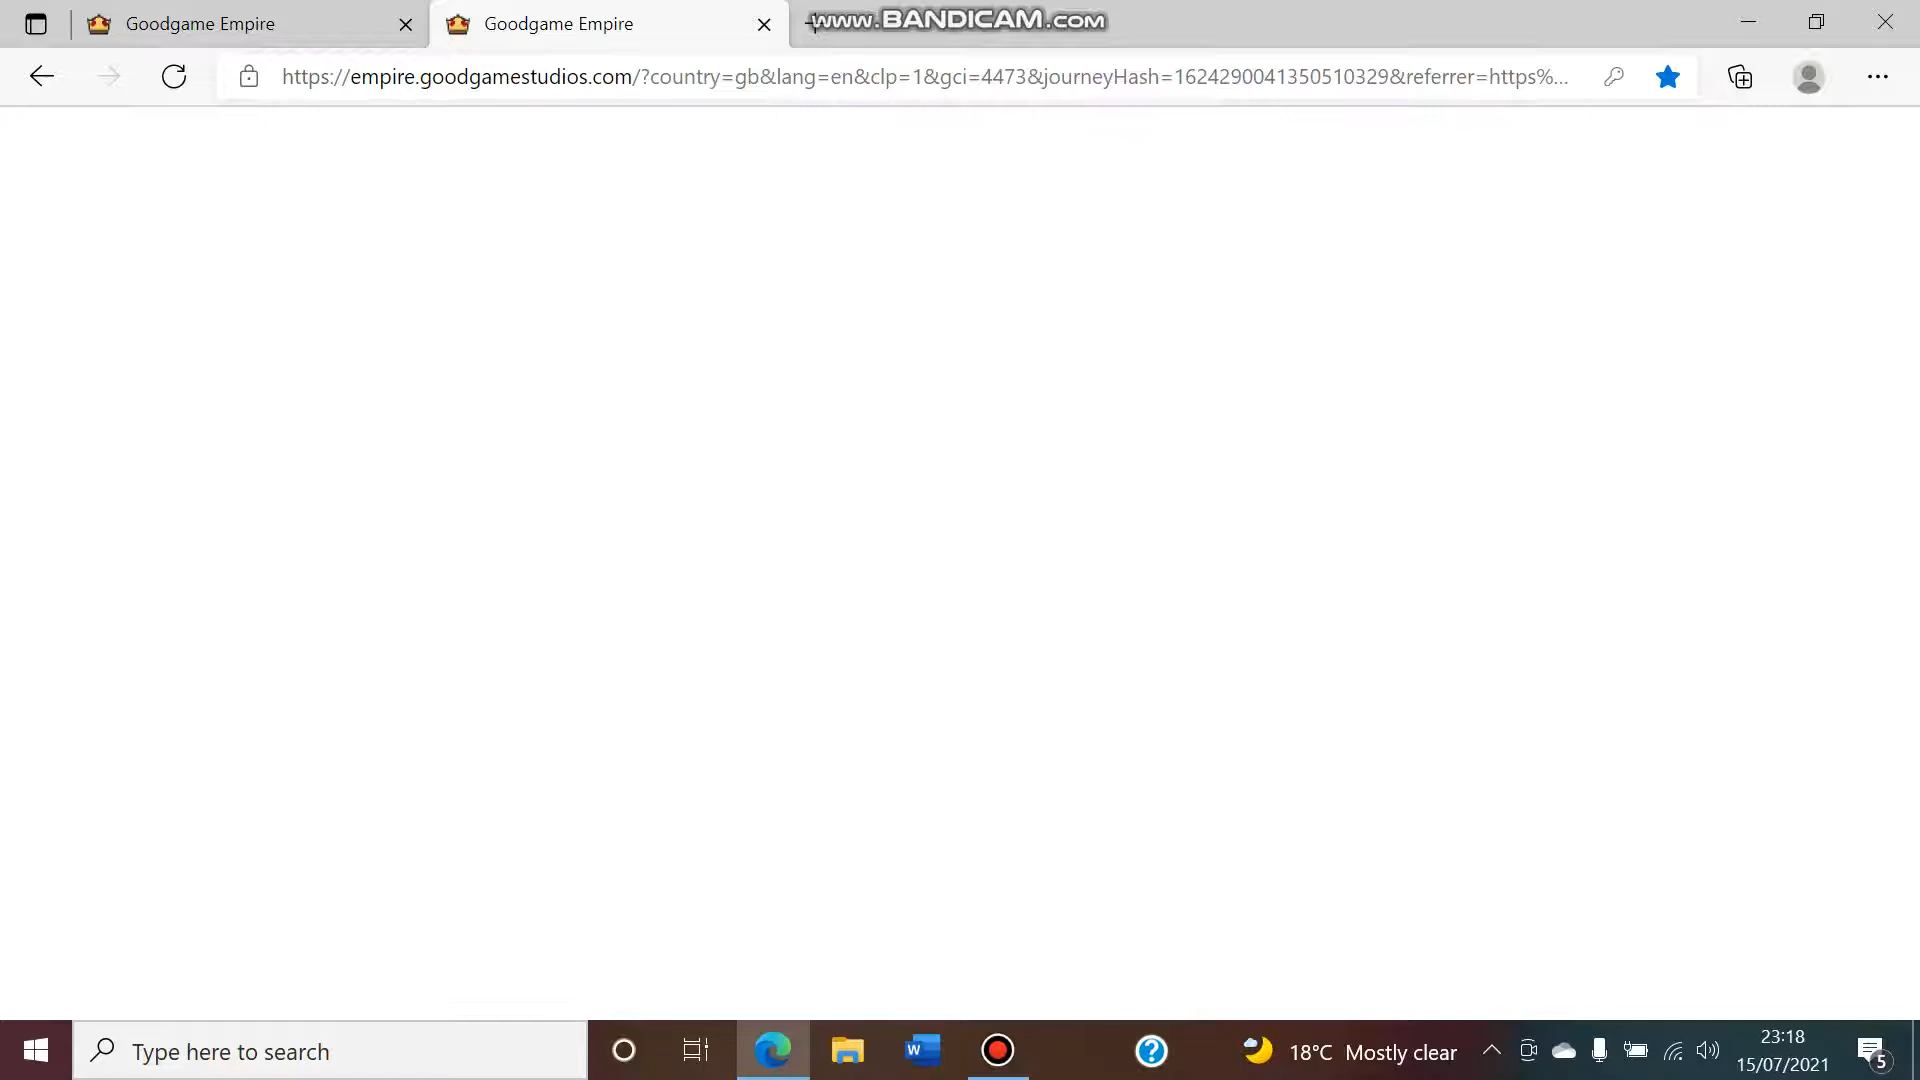 Goodgame Empire
Goodgame Empire
www.BANDICAM.com
https://empire.goodgamestudios.com/?country=gb&lang=en&clp=1&gci=4473&journeyHash=1624290041350510329&referrer=https%...
Type here to search
W
?
18°C Mostly clear
23:18
15/07/2021
5